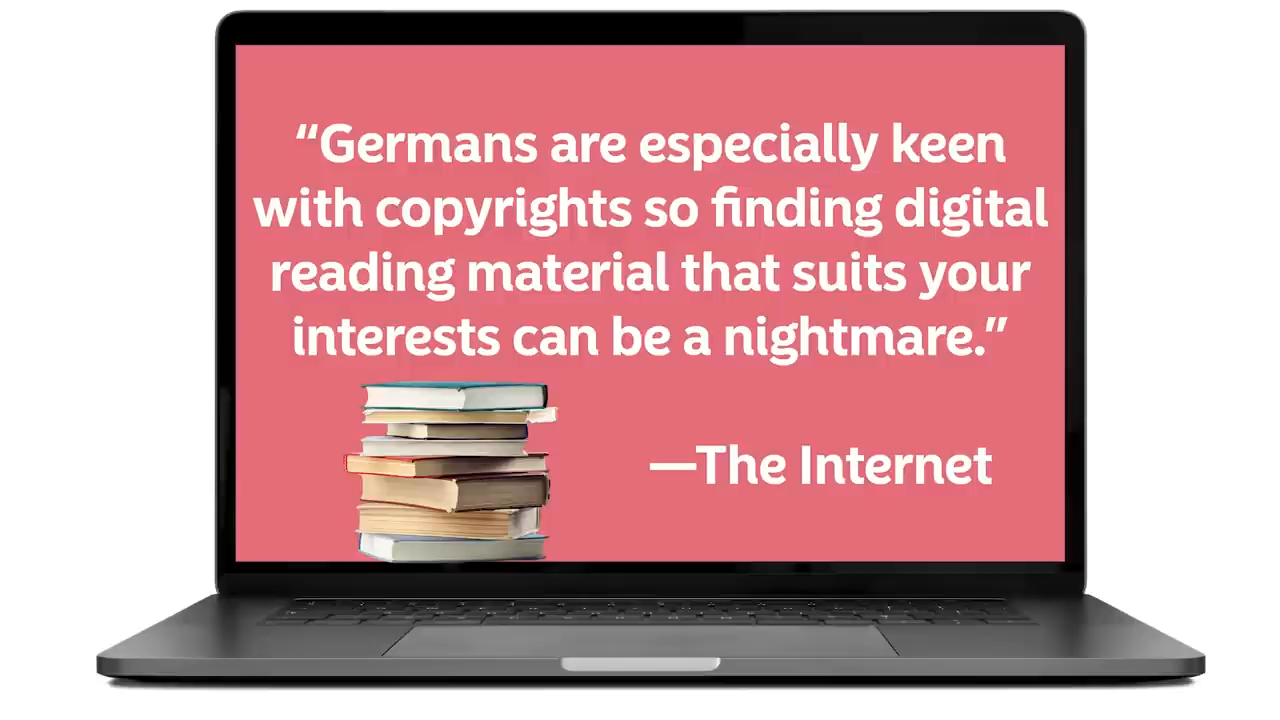 “Germans are especially keen
with copyrights so finding digital
reading material that suits your
interests can be a nightmare.”
—The Internet